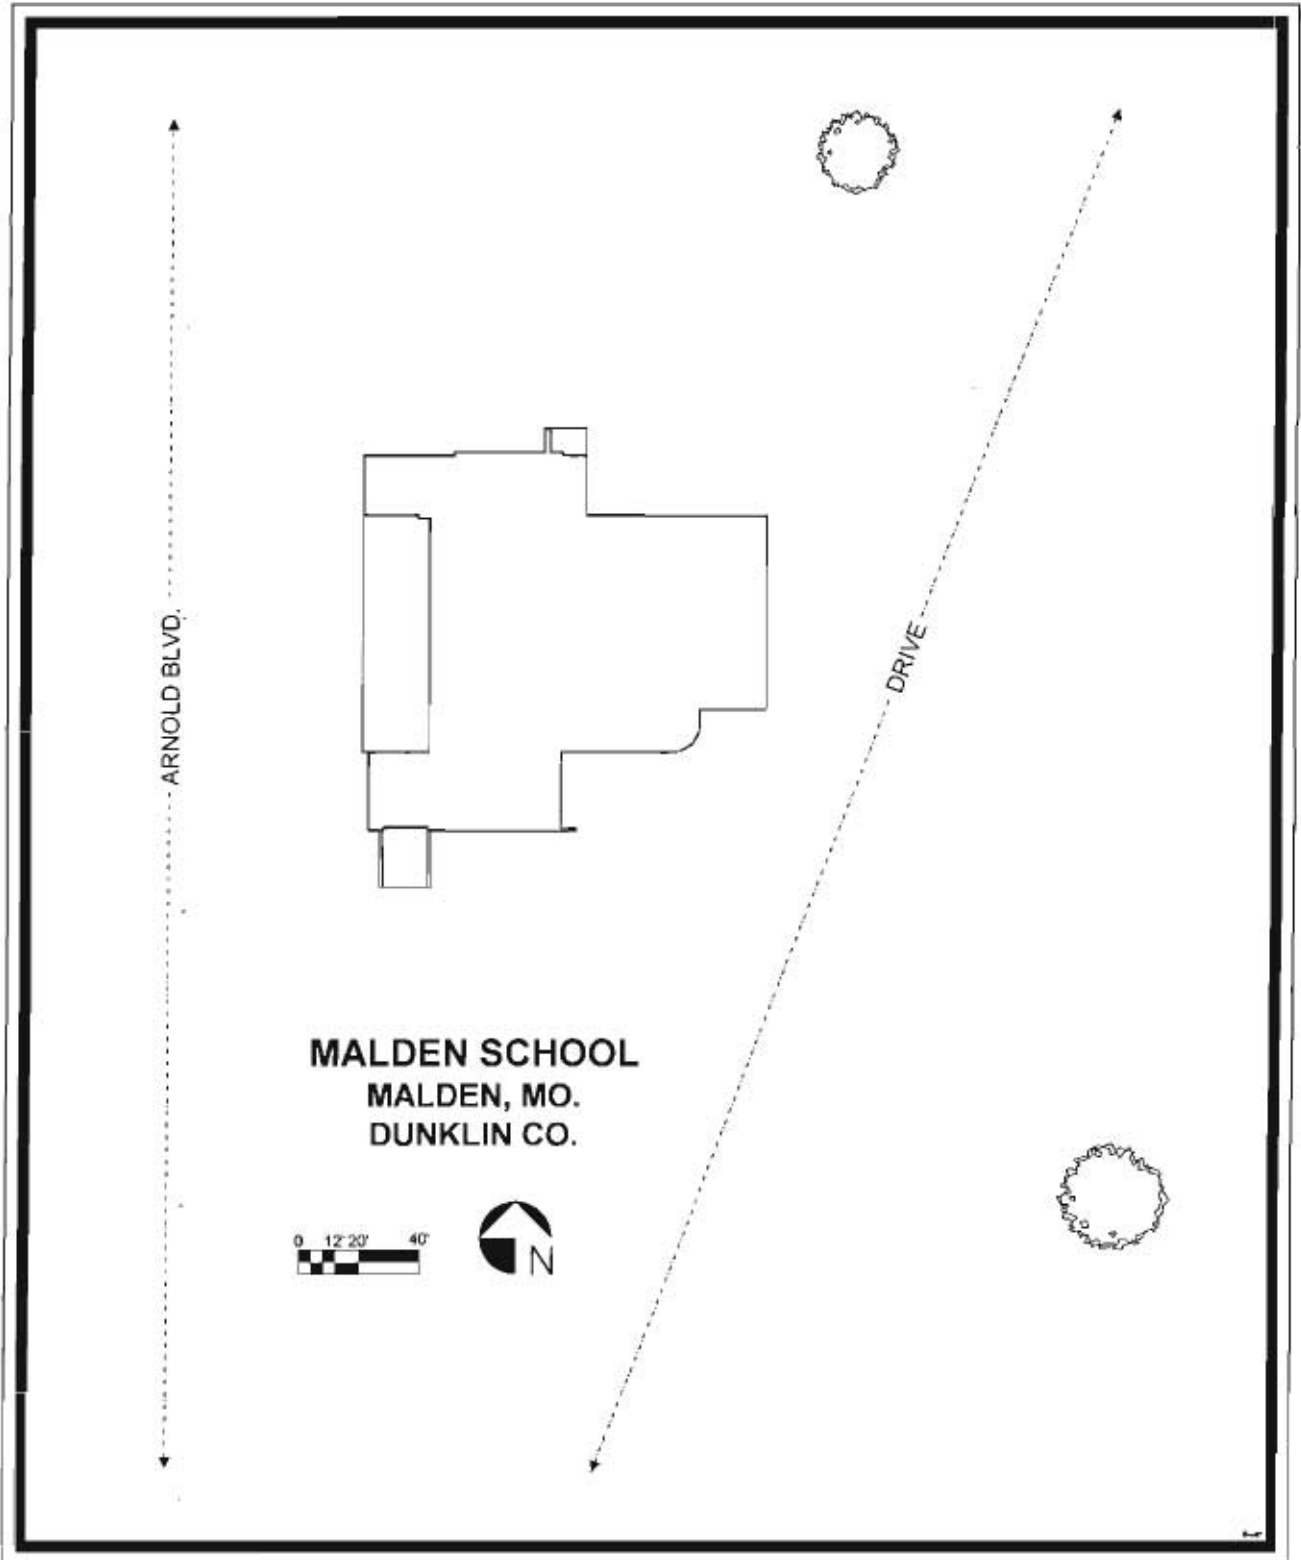 ARNOLD BLVD.
DRIVE
MALDEN SCHOOL
MALDEN, MO.
DUNKLIN CO.
0 12' 20' 40'
N